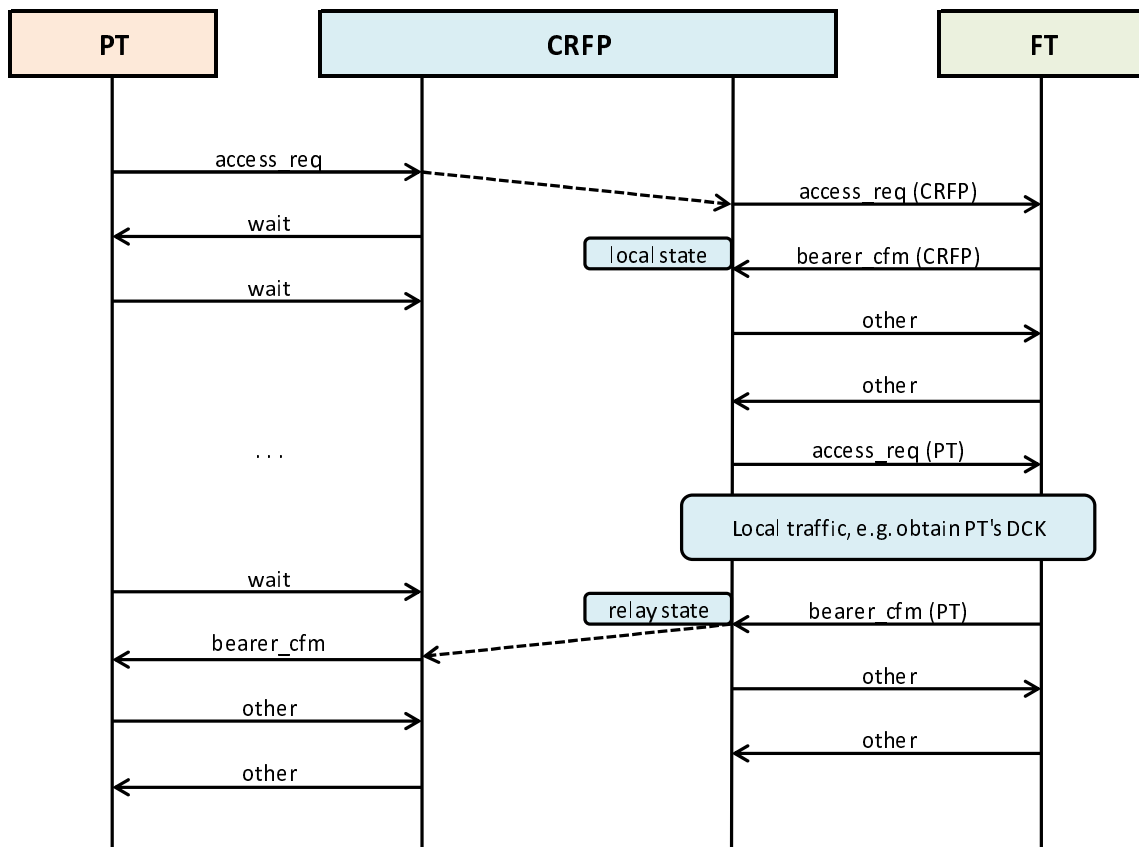 PT
CRFP
FT
access_req
access_req (CRFP)
wait
local state
bearer_cfm (CRFP)
wait
other
other
. . .
access_req (PT)
Local traffic, e.g. obtain PT's DCK
wait
relay state
bearer_cfm (PT)
bearer_cfm
other
other
other
other